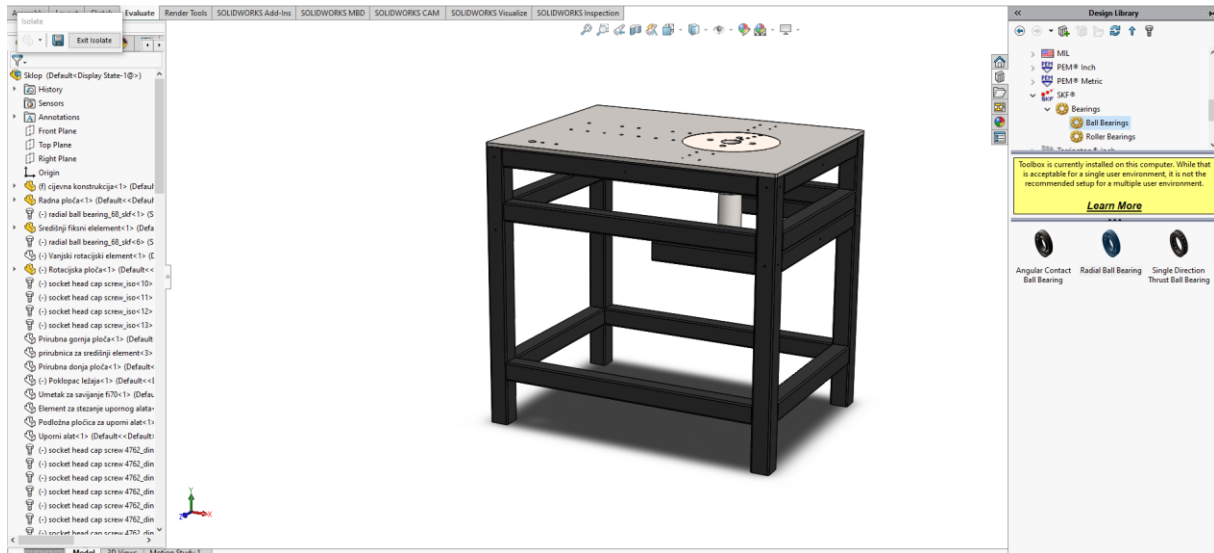 Evaluate
Render Tools
SOLIDWORKS Add-Ins
SOLIDWORKS MBD
SOLIDWORKS CAM
SOLIDWORKS Visualize
SOLIDWORKS Inspection
Isolate
Exit Isolate
Sklop (Default<Display State-1@>)
History
Sensors
Annotations
Front Plane
Top Plane
Right Plane
Origin
(f) cijevna konstrukcija<1> (Defaul
Radna ploča<1> (Default<<Defaul
(-) radial ball bearing_68_skf<1> (S
Središnji fiksni elelement<1> (Defa
(-) radial ball bearing_68_skf<6> (S
(-) Vanjski rotacijski element<1> (D
(-) Rotacijska ploča<1> (Default<<
(-) socket head cap screw_iso<10>
(-) socket head cap screw_iso<11>
(-) socket head cap screw_iso<12>
(-) socket head cap screw_iso<13>
Prirubna gornja ploča<1> (Default
prirubnica za središnji element<3>
Prirubna donja ploča<1> (Default<
(-) Poklopac ležaja<1> (Default<<I
Umetak za savijanje fi70<1> (Defau
Element za stezanje upornog alata<
Podložna pločica za uporni alat<1>
Uporni alat<1> (Default<<Default>
(-) socket head cap screw 4762_din
(-) socket head cap screw 4762_din
(-) socket head cap screw 4762_din
(-) socket head cap screw 4762_din
(-) socket head cap screw 4762_din
(-) socket head cap screw 4762_din
(-) socket head cap screw 4762_din
Model
3D Views
Motion Study 1
Y
X
Z
Design Library
MIL
PEM® Inch
PEM® Metric
SKF®
Bearings
Ball Bearings
Roller Bearings
Toolbox is currently installed on this computer. While that
is acceptable for a single user environment, it is not the
recommended setup for a multiple user environment.
Learn More
Angular Contact
Ball Bearing
Radial Ball Bearing
Single Direction
Thrust Ball Bearing